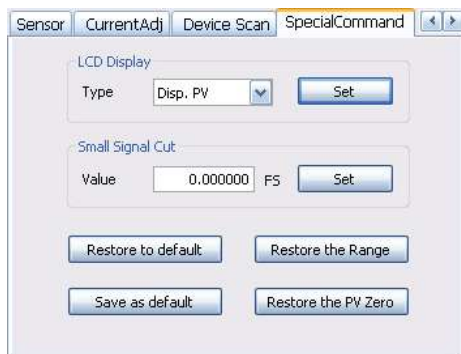 Sensor CurrentAdj Device Scan SpecialCommand
LCD Display
Type Disp. PV Set
Small Signal Cut
Value 0.000000 FS Set
Restore to default Restore the Range
Save as default Restore the PV Zero